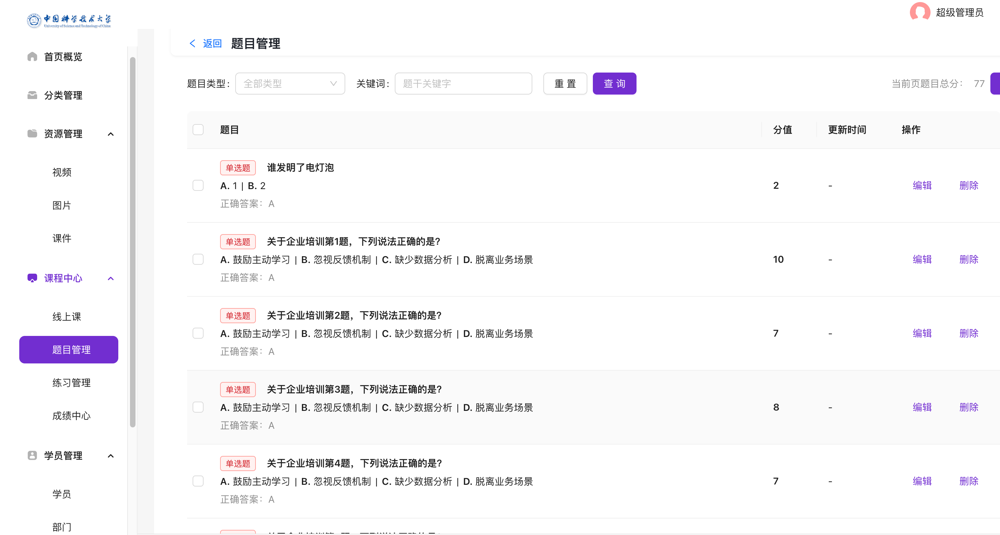 中国科学技术大学
University of Science and Technology of China
超级管理员
首页概览
分类管理
资源管理
视频
图片
课件
课程中心
线上课
题目管理
练习管理
成绩中心
学员管理
学员
部门
返回 题目管理
题目类型： 全部类型 关键词： 题干关键字 重置 查询 当前页题目总分： 77
题目 分值 更新时间 操作
单选题 谁发明了电灯泡
A. 1 | B. 2
正确答案： A
2 - 编辑 删除
单选题 关于企业培训第1题，下列说法正确的是?
A. 鼓励主动学习 | B. 忽视反馈机制 | C. 缺少数据分析 | D. 脱离业务场景
正确答案： A
10 - 编辑 删除
单选题 关于企业培训第2题，下列说法正确的是?
A. 鼓励主动学习 | B. 忽视反馈机制 | C. 缺少数据分析 | D. 脱离业务场景
正确答案： A
7 - 编辑 删除
单选题 关于企业培训第3题，下列说法正确的是?
A. 鼓励主动学习 | B. 忽视反馈机制 | C. 缺少数据分析 | D. 脱离业务场景
正确答案： A
8 - 编辑 删除
单选题 关于企业培训第4题，下列说法正确的是?
A. 鼓励主动学习 | B. 忽视反馈机制 | C. 缺少数据分析 | D. 脱离业务场景
正确答案： A
7 - 编辑 删除